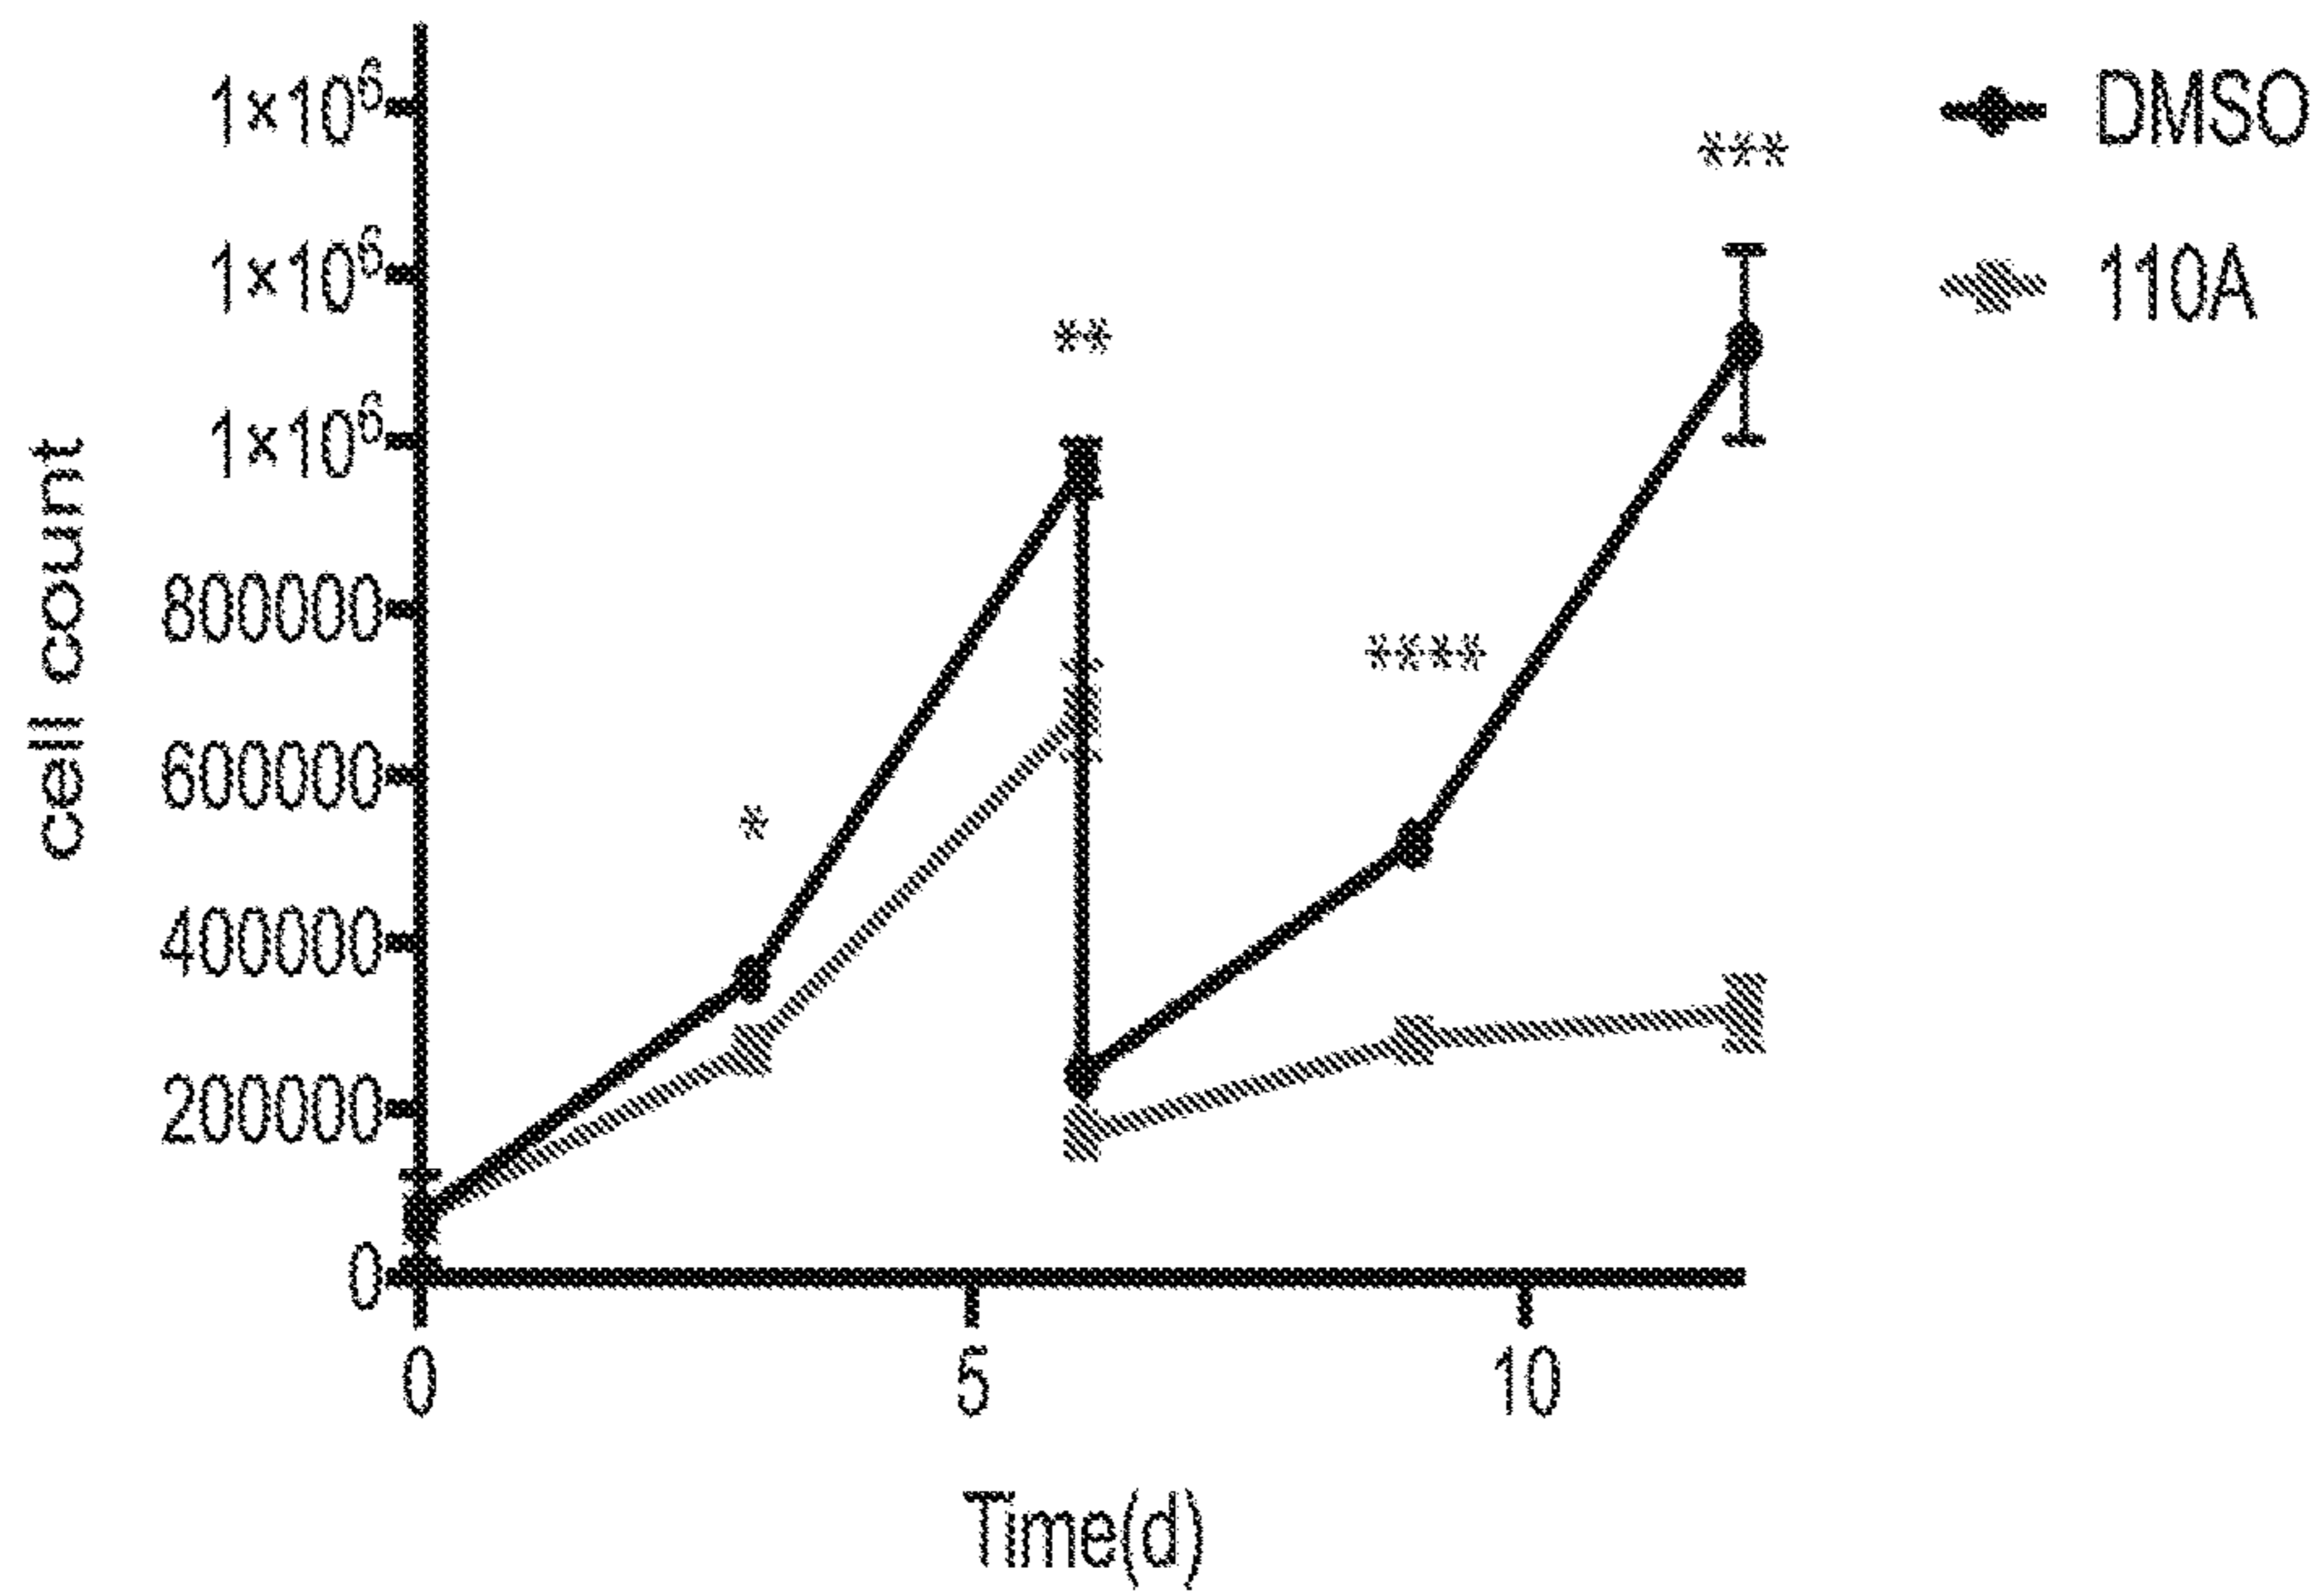 cell count
1×10⁶
1×10⁶
1×10⁶
800000
600000
400000
200000
0
0 5 10
Time(d)
*
**
****
***
DMSO
110A